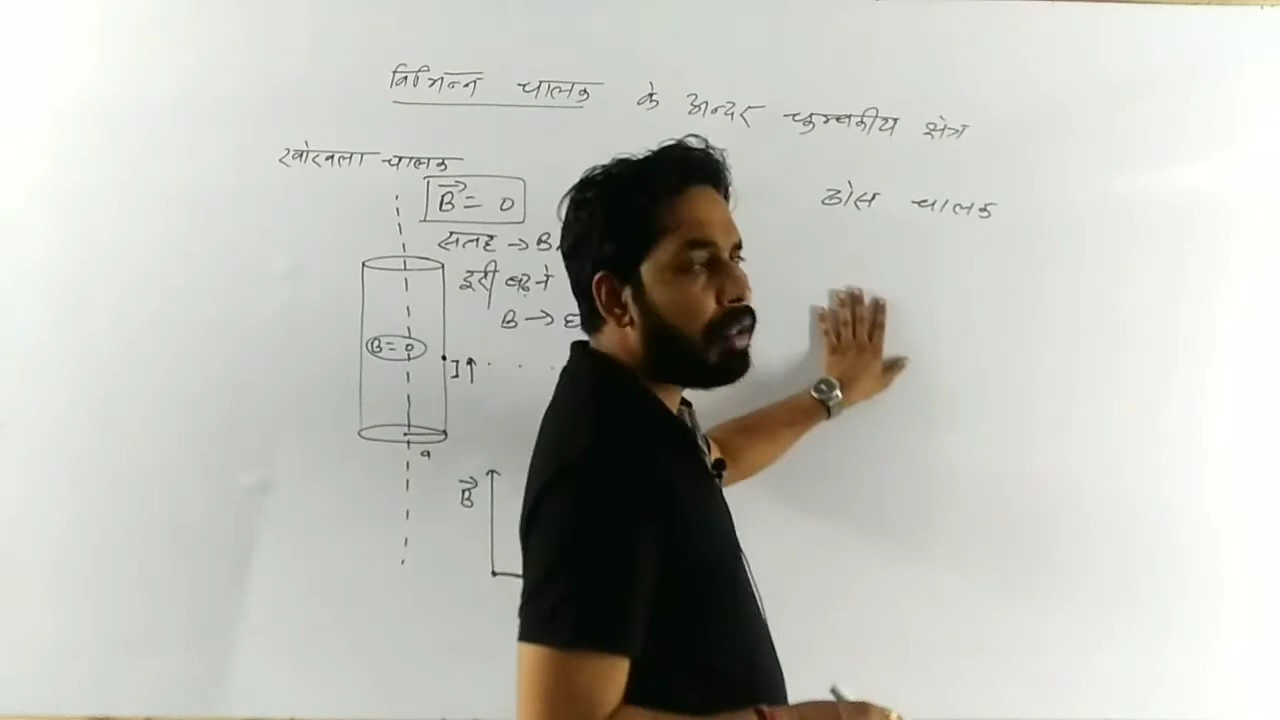 विभिन्न चालक के अन्दर चुम्बकीय क्षेत्र
खोखला चालक
B⃗ = 0
सतह → B
दूरी बढ़ने
B →
B = 0
I ↑
a
B⃗
ठोस चालक